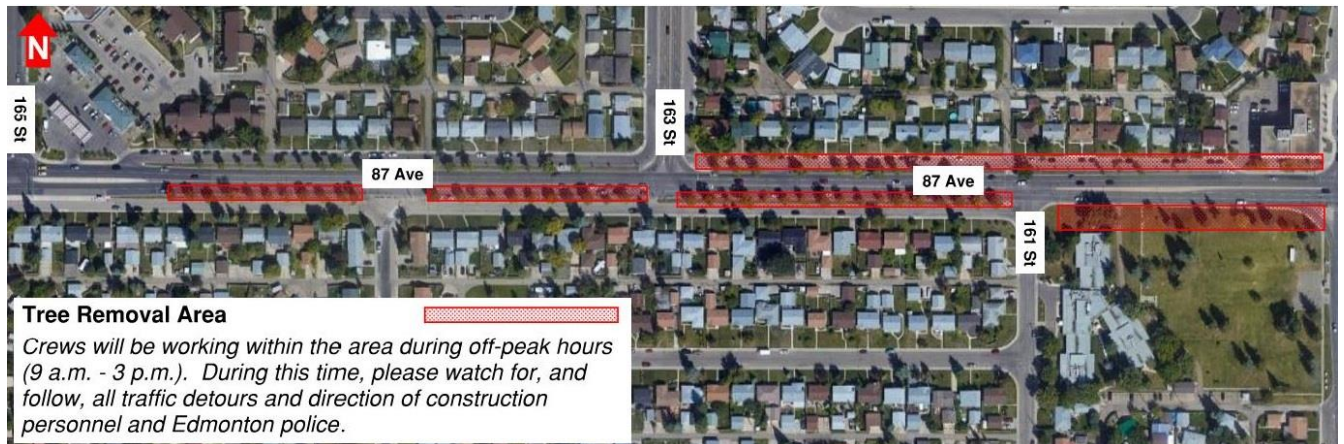 N
165 St
163 St
87 Ave
87 Ave
161 St
Tree Removal Area
Crews will be working within the area during off-peak hours
(9 a.m. - 3 p.m.).  During this time, please watch for, and
follow, all traffic detours and direction of construction
personnel and Edmonton police.